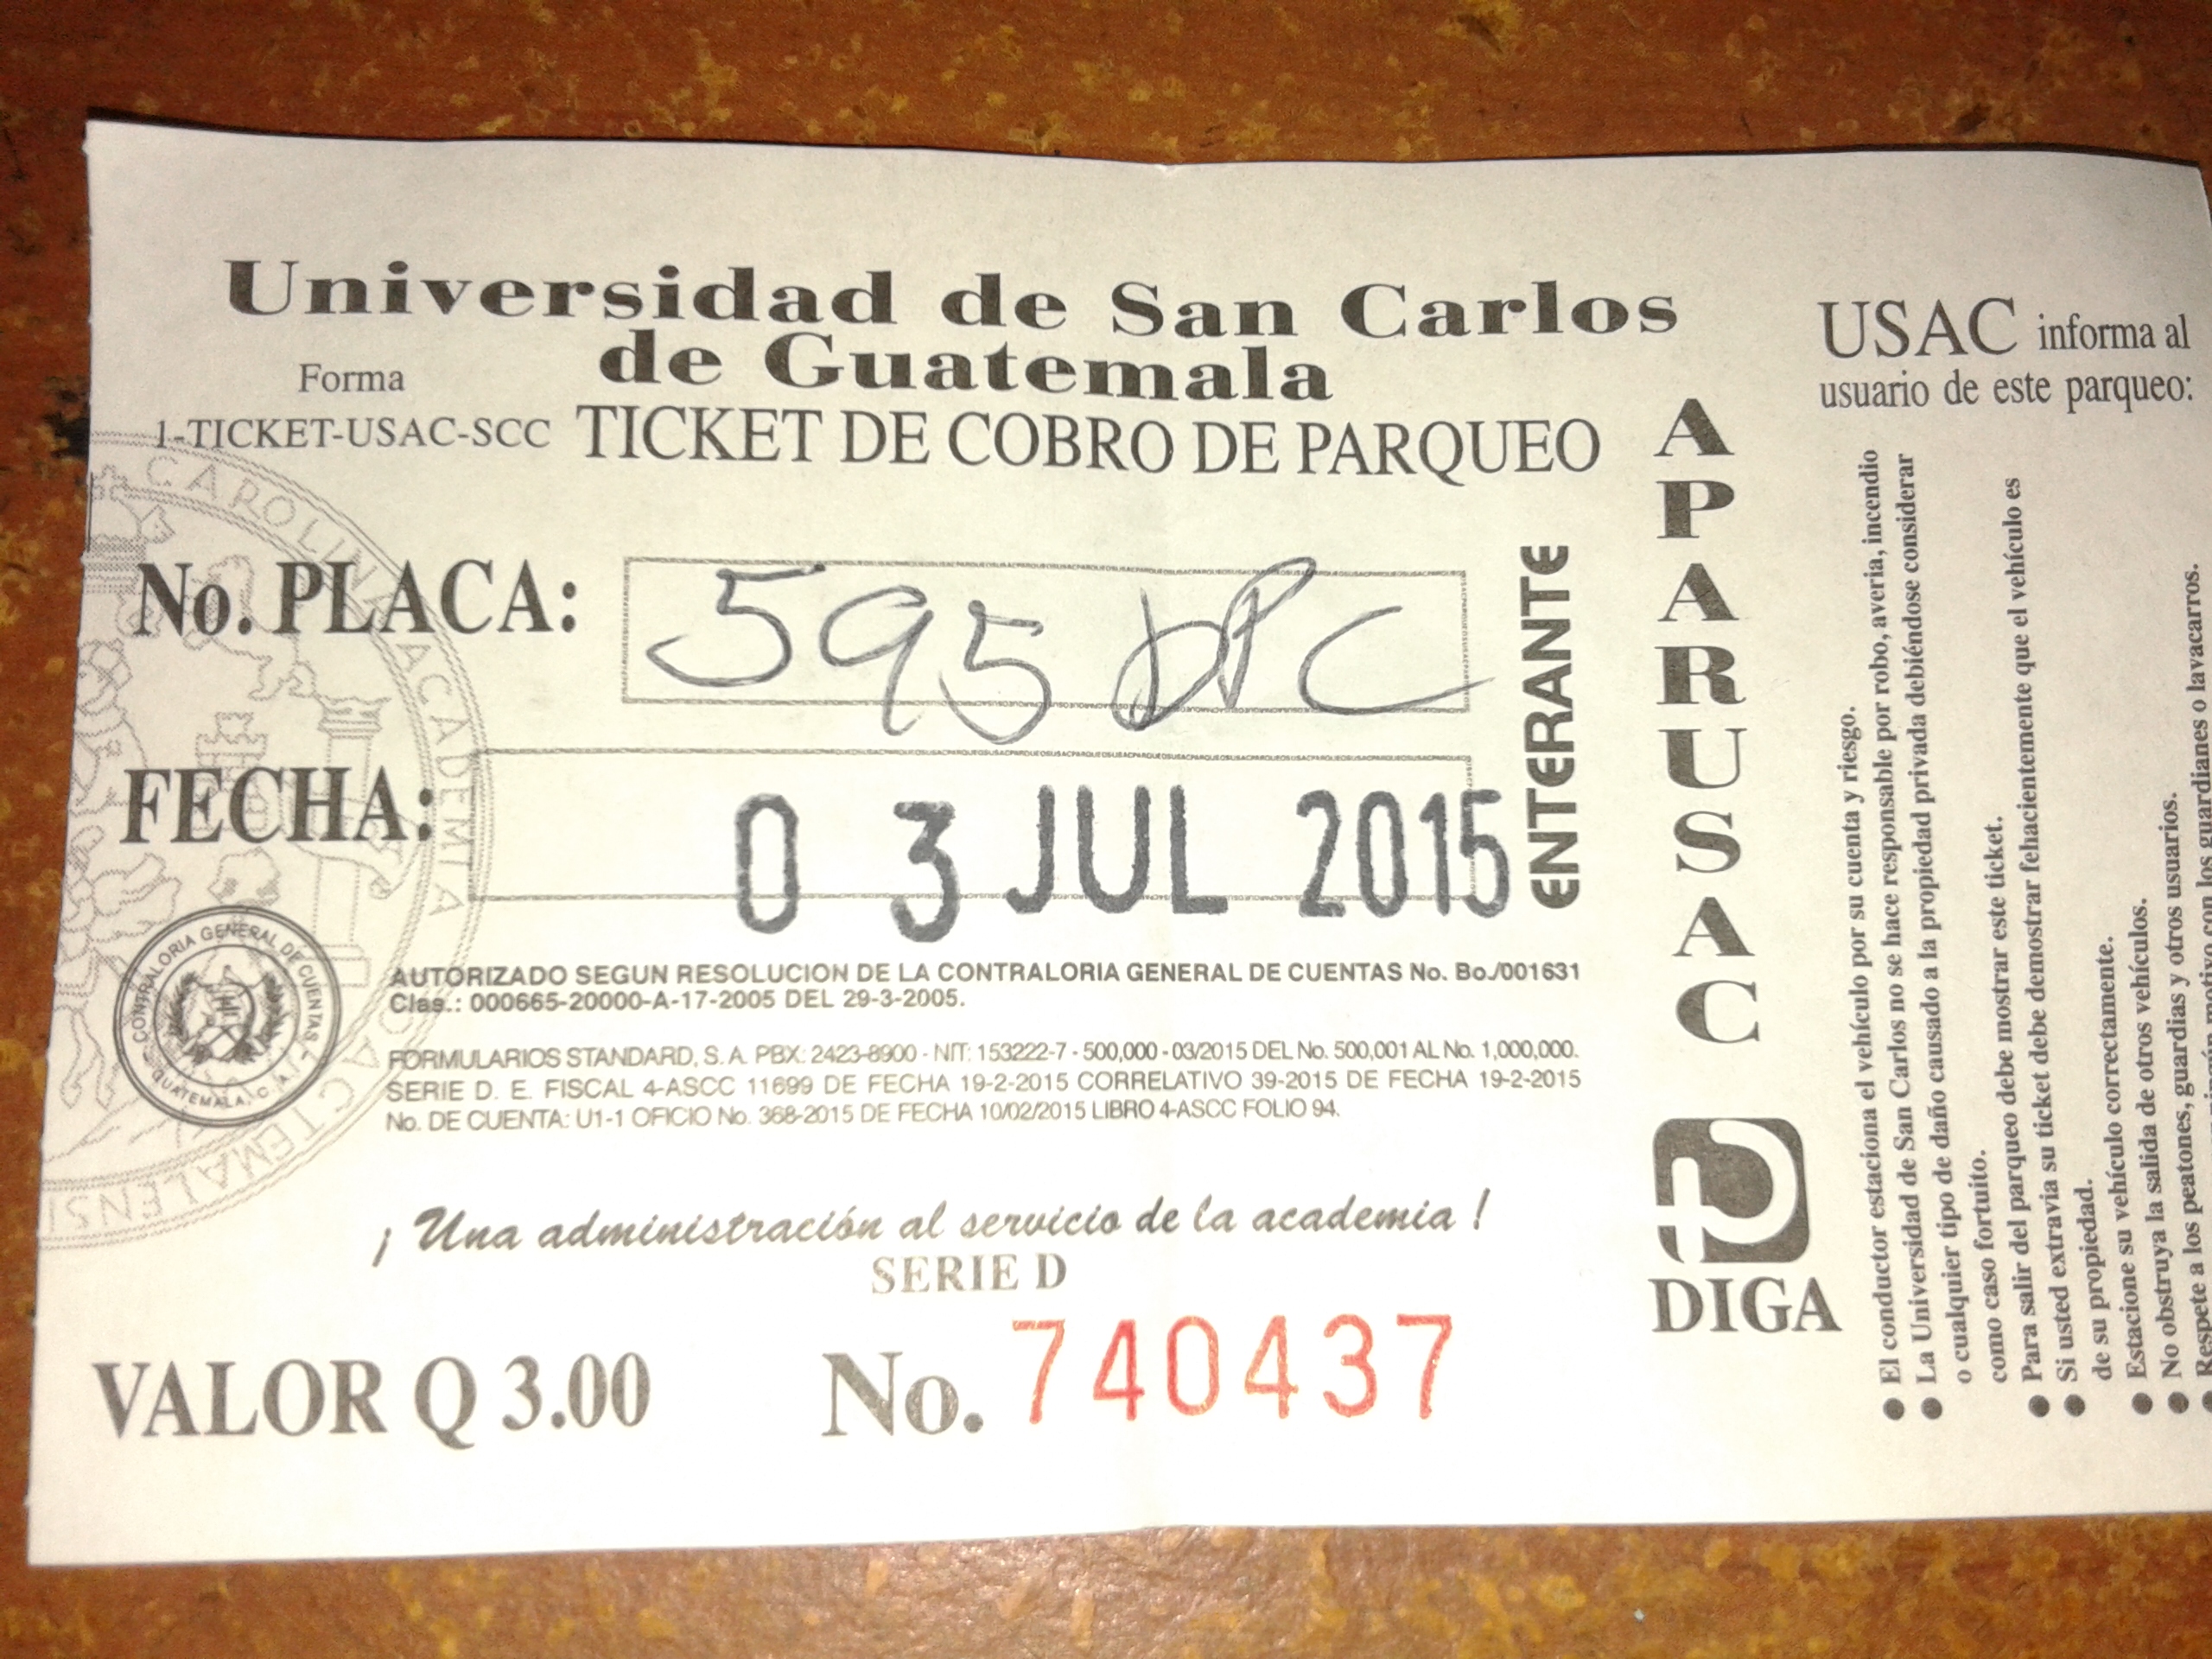 Universidad de San Carlos
de Guatemala
Forma
1-TICKET-USAC-SCC
TICKET DE COBRO DE PARQUEO
No. PLACA: 595 DPC
FECHA: 03 JUL 2015
ENTERANTE
APARUSAC
DIGA
CONTRALORIA GENERAL DE CUENTAS
GUATEMALA, C. A.
CAROLINA ACADEMIA
AUTORIZADO SEGUN RESOLUCION DE LA CONTRALORIA GENERAL DE CUENTAS No. Bo./001631
Clas.: 000665-20000-A-17-2005 DEL 29-3-2005.
FORMULARIOS STANDARD, S. A. PBX: 2423-8900 - NIT: 153222-7 - 500,000 - 03/2015 DEL No. 500,001 AL No. 1,000,000.
SERIE D. E. FISCAL 4-ASCC 11699 DE FECHA 19-2-2015 CORRELATIVO 39-2015 DE FECHA 19-2-2015
No. DE CUENTA: U1-1 OFICIO No. 368-2015 DE FECHA 10/02/2015 LIBRO 4-ASCC FOLIO 94.
¡ Una administración al servicio de la academia !
SERIE D
VALOR Q 3.00
No. 740437
USAC informa al
usuario de este parqueo:
● El conductor estaciona el vehículo por su cuenta y riesgo.
● La Universidad de San Carlos no se hace responsable por robo, averia, incendio
o cualquier tipo de daño causado a la propiedad privada debiéndose considerar
como caso fortuito.
● Para salir del parqueo debe mostrar este ticket.
● Si usted extravia su ticket debe demostrar fehacientemente que el vehículo es
de su propiedad.
● Estacione su vehículo correctamente.
● No obstruya la salida de otros vehículos.
● Respete a los peatones, guardias y otros usuarios.
motivo con los guardianes o lavacarros.